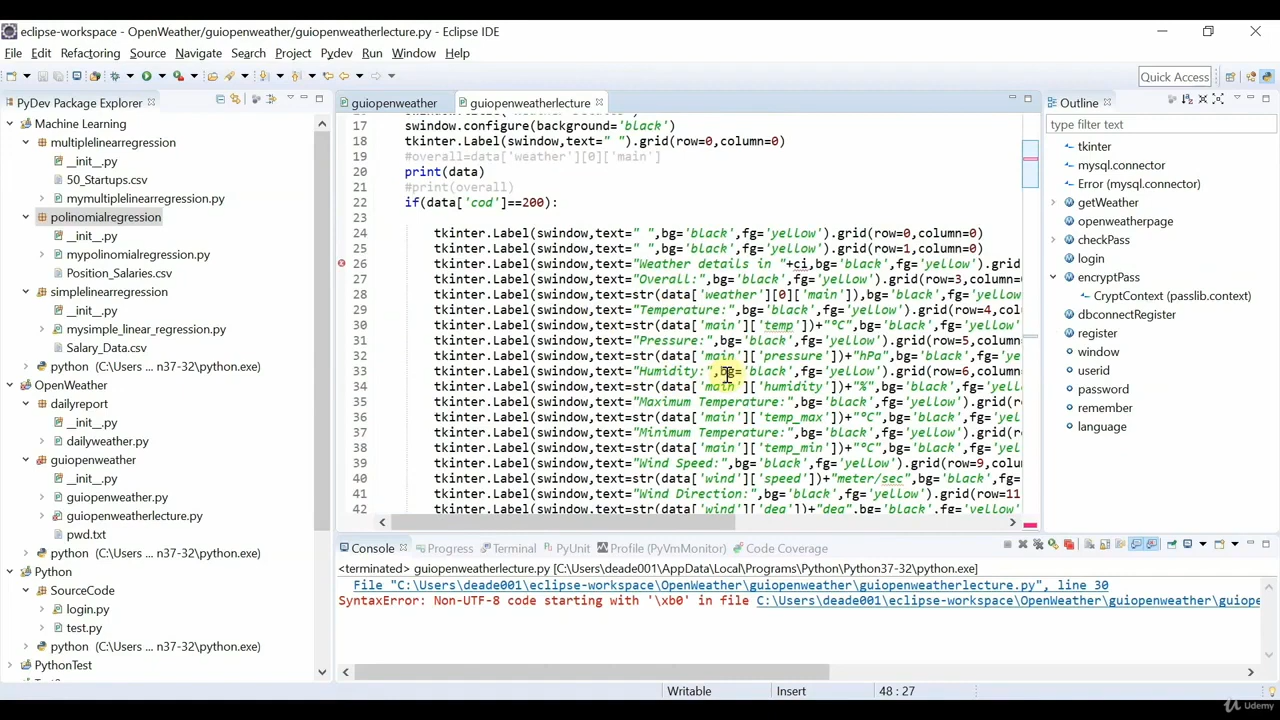 eclipse-workspace - OpenWeather/guiopenweather/guiopenweatherlecture.py - Eclipse IDE
File Edit Refactoring Source Navigate Search Project Pydev Run Window Help
Quick Access
PyDev Package Explorer
Machine Learning
multiplelinearregression
__init__.py
50_Startups.csv
mymultiplelinearregression.py
polinomialregression
__init__.py
mypolinomialregression.py
Position_Salaries.csv
simplelinearregression
__init__.py
mysimple_linear_regression.py
Salary_Data.csv
python (C:\Users ... n37-32\python.exe)
OpenWeather
dailyreport
__init__.py
dailyweather.py
guiopenweather
__init__.py
guiopenweather.py
guiopenweatherlecture.py
pwd.txt
python (C:\Users ... n37-32\python.exe)
Python
SourceCode
login.py
test.py
python (C:\Users ... n37-32\python.exe)
PythonTest
guiopenweather guiopenweatherlecture
17 swindow.configure(background='black')
18 tkinter.Label(swindow,text=" ").grid(row=0,column=0)
19 #overall=data['weather'][0]['main']
20 print(data)
21 #print(overall)
22 if(data['cod']==200):
23
24 tkinter.Label(swindow,text=" ",bg='black',fg='yellow').grid(row=0,column=0)
25 tkinter.Label(swindow,text=" ",bg='black',fg='yellow').grid(row=1,column=0)
26 tkinter.Label(swindow,text="Weather details in "+ci,bg='black',fg='yellow').grid
27 tkinter.Label(swindow,text="Overall:",bg='black',fg='yellow').grid(row=3,column=
28 tkinter.Label(swindow,text=str(data['weather'][0]['main']),bg='black',fg='yellow
29 tkinter.Label(swindow,text="Temperature:",bg='black',fg='yellow').grid(row=4,co
30 tkinter.Label(swindow,text=str(data['main']['temp'])+"°C",bg='black',fg='yellow'
31 tkinter.Label(swindow,text="Pressure:",bg='black',fg='yellow').grid(row=5,column
32 tkinter.Label(swindow,text=str(data['main']['pressure'])+"hPa",bg='black',fg='ye
33 tkinter.Label(swindow,text="Humidity:",bg='black',fg='yellow').grid(row=6,column
34 tkinter.Label(swindow,text=str(data['main']['humidity'])+"%",bg='black',fg='yel
35 tkinter.Label(swindow,text="Maximum Temperature:",bg='black',fg='yellow').grid(r
36 tkinter.Label(swindow,text=str(data['main']['temp_max'])+"°C",bg='black',fg='yel
37 tkinter.Label(swindow,text="Minimum Temperature:",bg='black',fg='yellow').grid(r
38 tkinter.Label(swindow,text=str(data['main']['temp_min'])+"°C",bg='black',fg='yel
39 tkinter.Label(swindow,text="Wind Speed:",bg='black',fg='yellow').grid(row=9,colum
40 tkinter.Label(swindow,text=str(data['wind']['speed'])+"meter/sec",bg='black',fg=
41 tkinter.Label(swindow,text="Wind Direction:",bg='black',fg='yellow').grid(row=11
42 tkinter.Label(swindow,text=str(data['wind']['deg'])+"deg",bg='black',fg='yellow'
Outline
type filter text
tkinter
mysql.connector
Error (mysql.connector)
getWeather
openweatherpage
checkPass
login
encryptPass
CryptContext (passlib.context)
dbconnectRegister
register
window
userid
password
remember
language
Console Progress Terminal PyUnit Profile (PyVmMonitor) Code Coverage
<terminated> guiopenweatherlecture.py [C:\Users\deade001\AppData\Local\Programs\Python\Python37-32\python.exe]
File "C:\Users\deade001\eclipse-workspace\OpenWeather\guiopenweather\guiopenweatherlecture.py", line 30
SyntaxError: Non-UTF-8 code starting with '\xb0' in file C:\Users\deade001\eclipse-workspace\OpenWeather\guiopenweather\guiope
Writable Insert 48 : 27
Udemy